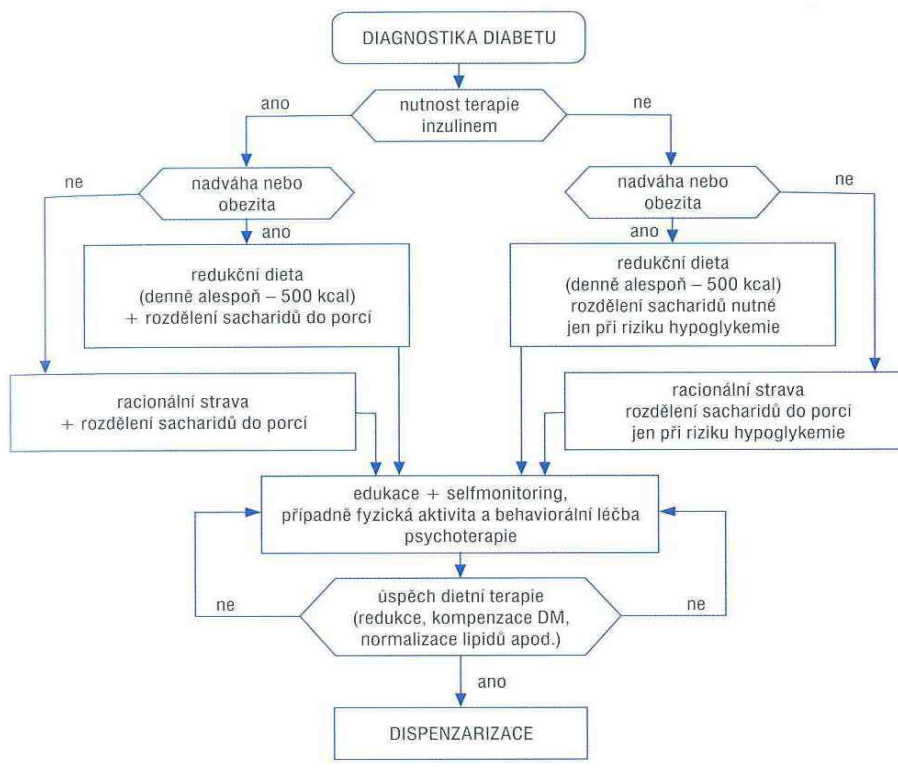 DIAGNOSTIKA DIABETU
ano
nutnost terapie
inzulinem
ne
ne
nadváha nebo
obezita
ano
nadváha nebo
obezita
ne
ano
redukční dieta
(denně alespoň – 500 kcal)
+ rozdělení sacharidů do porcí
redukční dieta
(denně alespoň – 500 kcal)
rozdělení sacharidů nutné
jen při riziku hypoglykemie
racionální strava
+ rozdělení sacharidů do porcí
racionální strava
rozdělení sacharidů do porcí
jen při riziku hypoglykemie
edukace + selfmonitoring,
případně fyzická aktivita a behaviorální léčba
psychoterapie
ne
úspěch dietní terapie
(redukce, kompenzace DM,
normalizace lipidů apod.)
ne
ano
DISPENZARIZACE